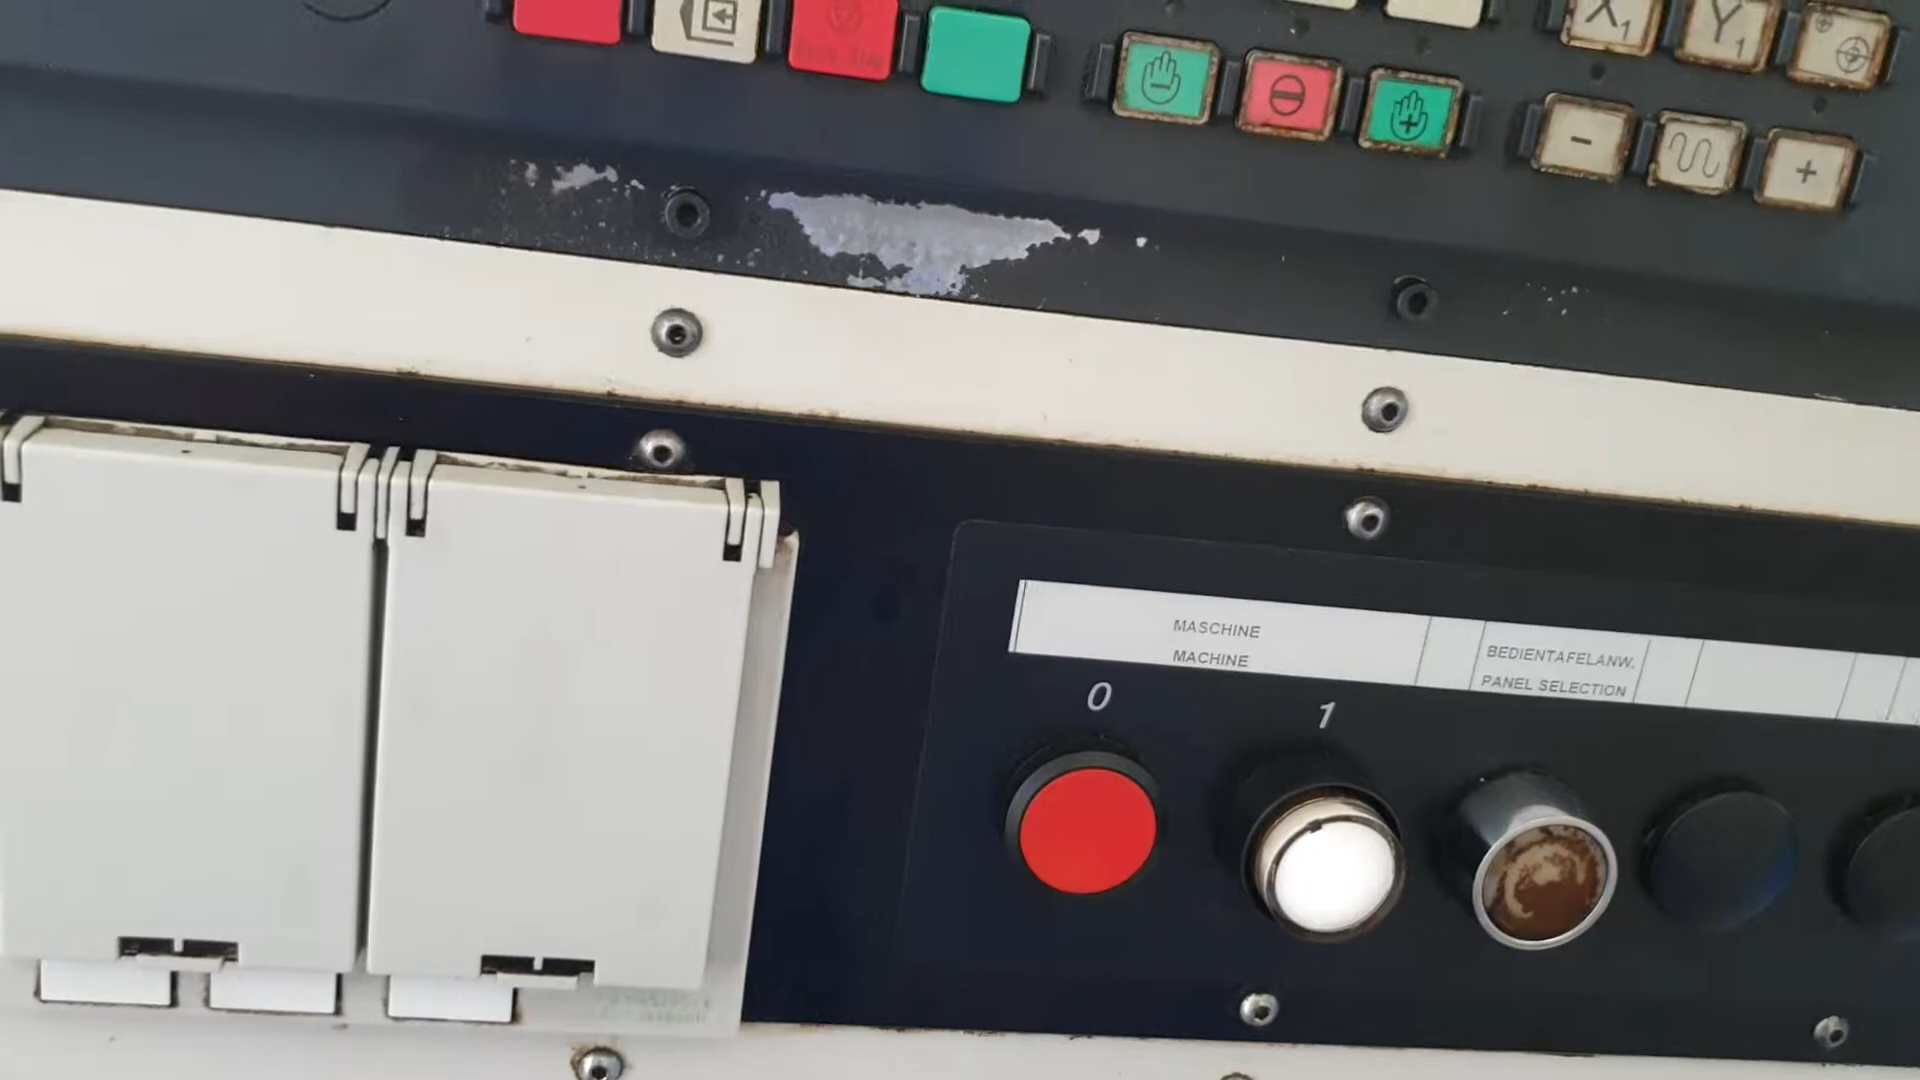 X1 Y1
- +
MASCHINE
MACHINE
BEDIENTAFELANW.
PANEL SELECTION
0 1